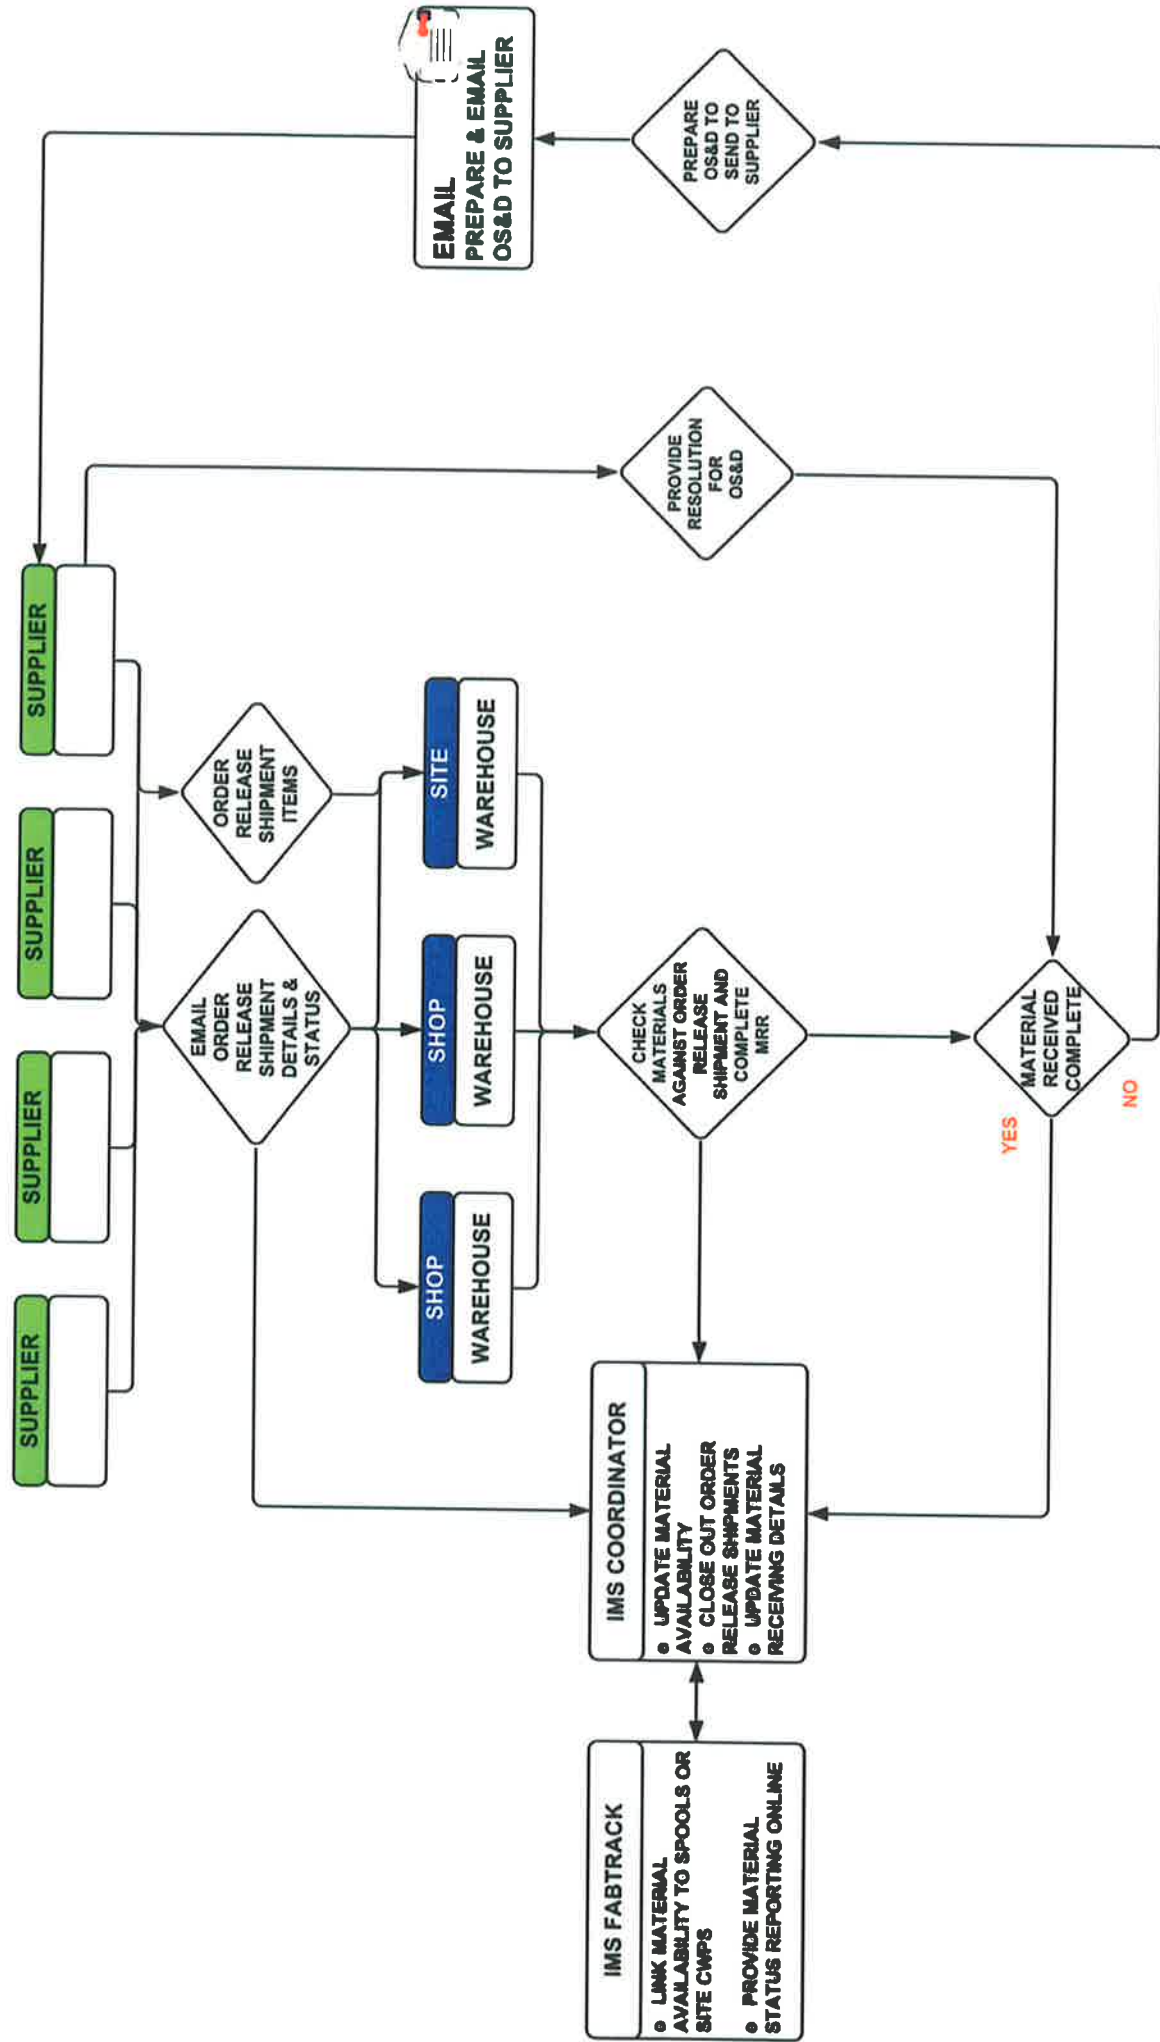 SUPPLIER
SUPPLIER
SUPPLIER
SUPPLIER
EMAIL
ORDER
RELEASE
SHIPMENT
DETAILS &
STATUS
ORDER
RELEASE
SHIPMENT
ITEMS
SHOP
WAREHOUSE
SHOP
WAREHOUSE
SITE
WAREHOUSE
EMAIL
PREPARE & EMAIL
OS&D TO SUPPLIER
IMS FABTRACK
LINK MATERIAL
AVAILABILITY TO SPOOLS OR
SITE CWPS
PROVIDE MATERIAL
STATUS REPORTING ONLINE
IMS COORDINATOR
UPDATE MATERIAL
AVAILABILITY
CLOSE OUT ORDER
RELEASE SHIPMENTS
UPDATE MATERIAL
RECEIVING DETAILS
CHECK
MATERIALS
AGAINST ORDER
RELEASE
SHIPMENT AND
COMPLETE
MRR
PROVIDE
RESOLUTION
FOR
OS&D
PREPARE
OS&D TO
SEND TO
SUPPLIER
YES
MATERIAL
RECEIVED
COMPLETE
NO